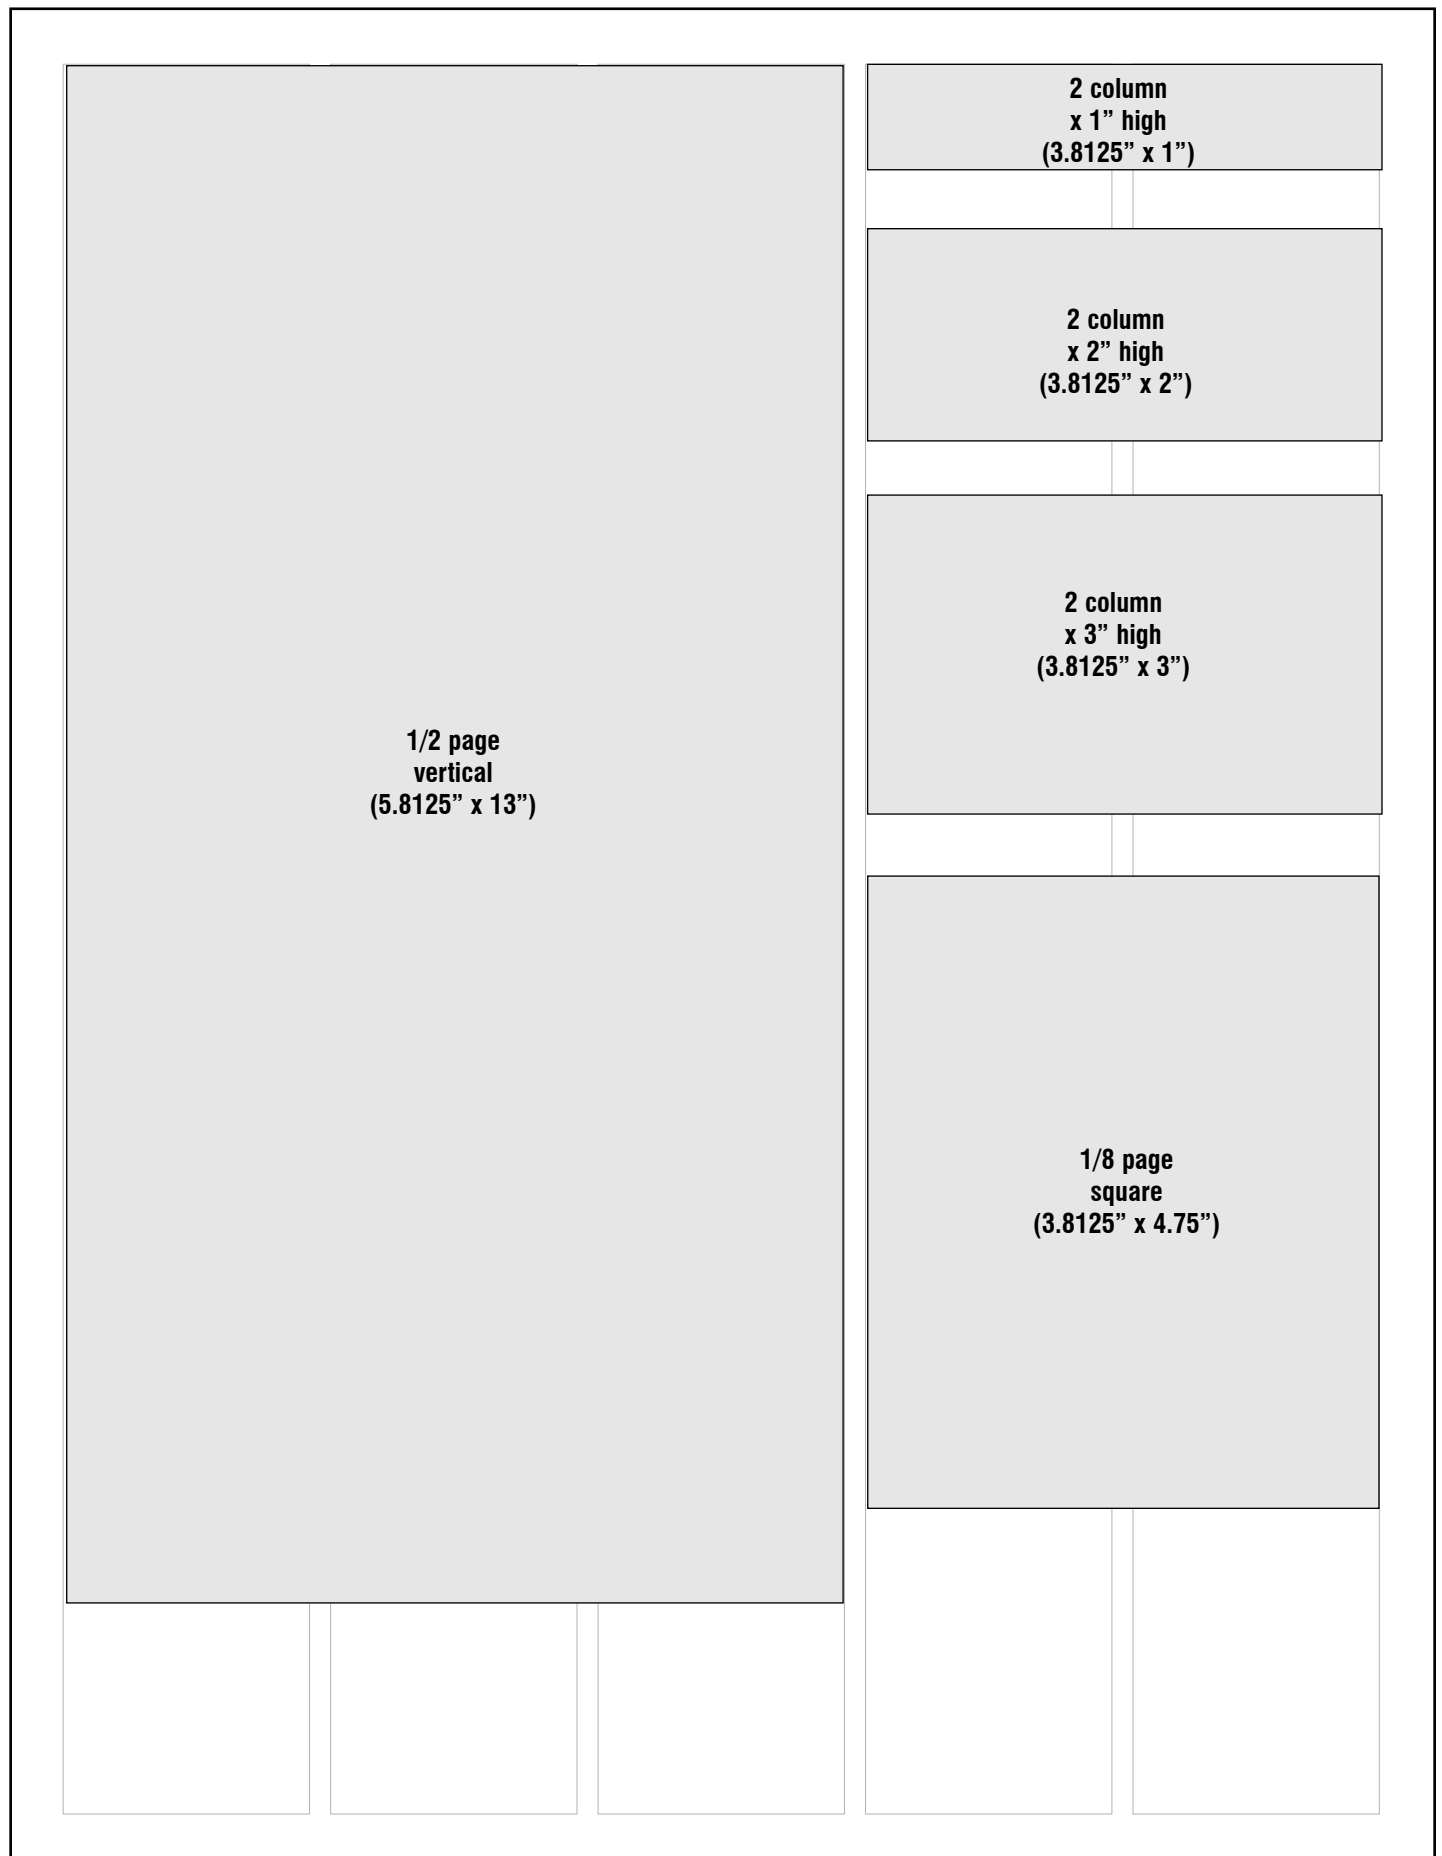 1/2 page
vertical
(5.8125” x 13”)
2 column
x 1” high
(3.8125” x 1”)
2 column
x 2” high
(3.8125” x 2”)
2 column
x 3” high
(3.8125” x 3”)
1/8 page
square
(3.8125” x 4.75”)